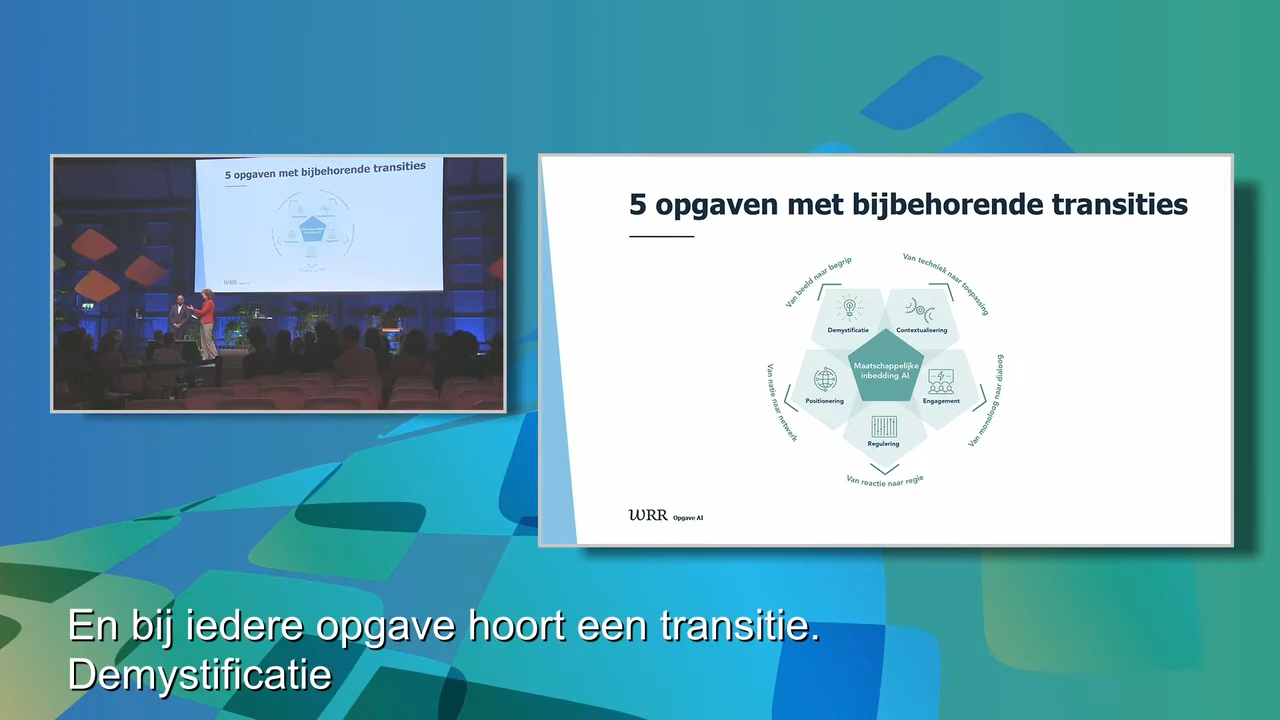 5 opgaven met bijbehorende transities
WRR
5 opgaven met bijbehorende transities
Van beeld naar begrip
Van techniek naar toepassing
Demystificatie
Contextualisering
Maatschappelijke
inbedding AI
Positionering
Engagement
Regulering
Van natie naar netwerk
Van monoloog naar dialoog
Van reactie naar regie
WRR Opgave AI
En bij iedere opgave hoort een transitie.
Demystificatie